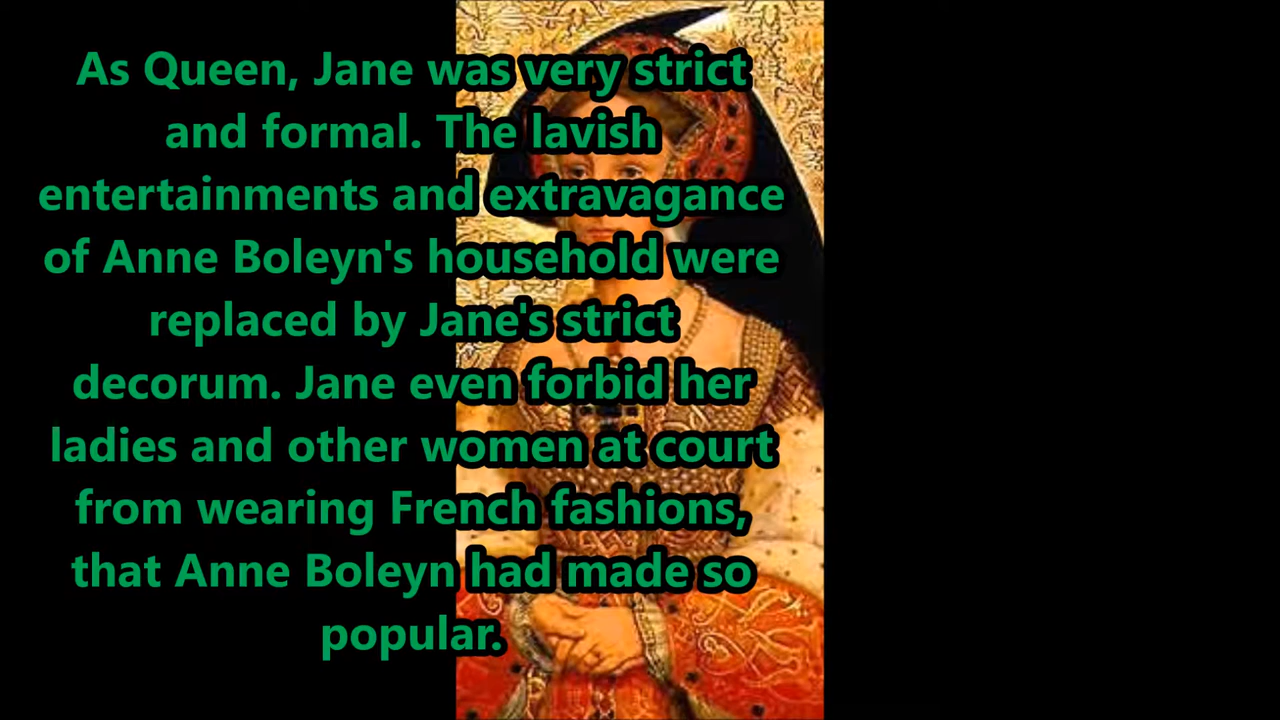 As Queen, Jane was very strict
and formal. The lavish
entertainments and extravagance
of Anne Boleyn's household were
replaced by Jane's strict
decorum. Jane even forbid her
ladies and other women at court
from wearing French fashions,
that Anne Boleyn had made so
popular.